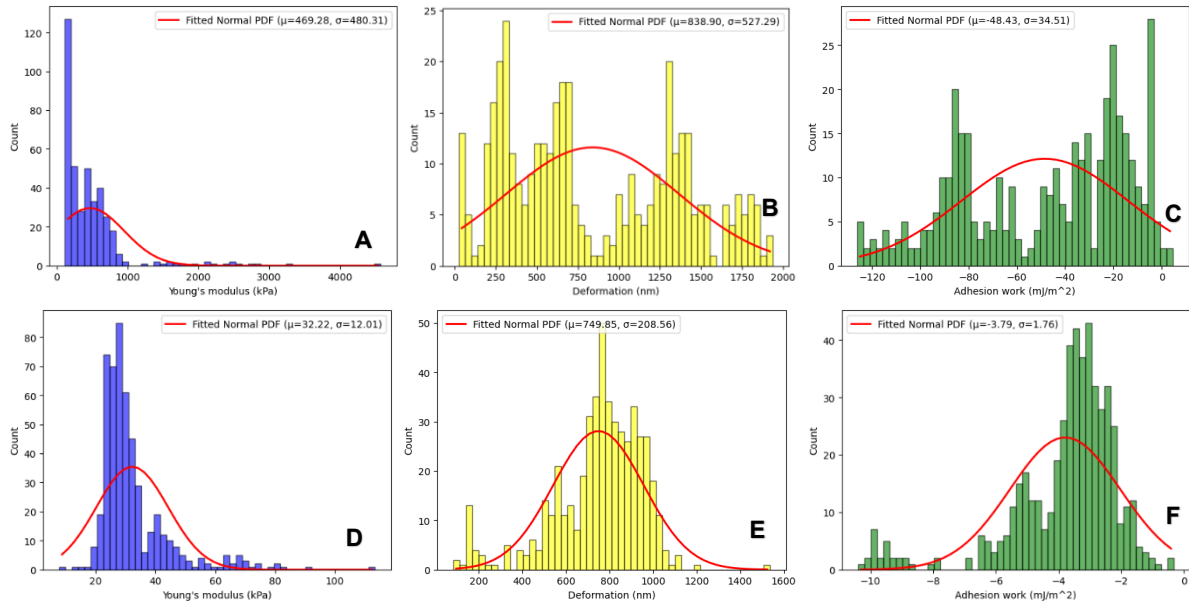 Fitted Normal PDF (μ=469.28, σ=480.31)
Count
120
100
80
60
40
20
0
A
0 1000 2000 3000 4000
Young's modulus (kPa)
Fitted Normal PDF (μ=838.90, σ=527.29)
Count
25
20
15
10
5
0
B
0 250 500 750 1000 1250 1500 1750 2000
Deformation (nm)
Fitted Normal PDF (μ=-48.43, σ=34.51)
Count
25
20
15
10
5
0
C
−120 −100 −80 −60 −40 −20 0
Adhesion work (mJ/m^2)
Fitted Normal PDF (μ=32.22, σ=12.01)
Count
80
70
60
50
40
30
20
10
0
D
20 40 60 80 100
Young's modulus (kPa)
Fitted Normal PDF (μ=749.85, σ=208.56)
Count
50
40
30
20
10
0
E
200 400 600 800 1000 1200 1400 1600
Deformation (nm)
Fitted Normal PDF (μ=-3.79, σ=1.76)
Count
40
30
20
10
0
F
−10 −8 −6 −4 −2 0
Adhesion work (mJ/m^2)